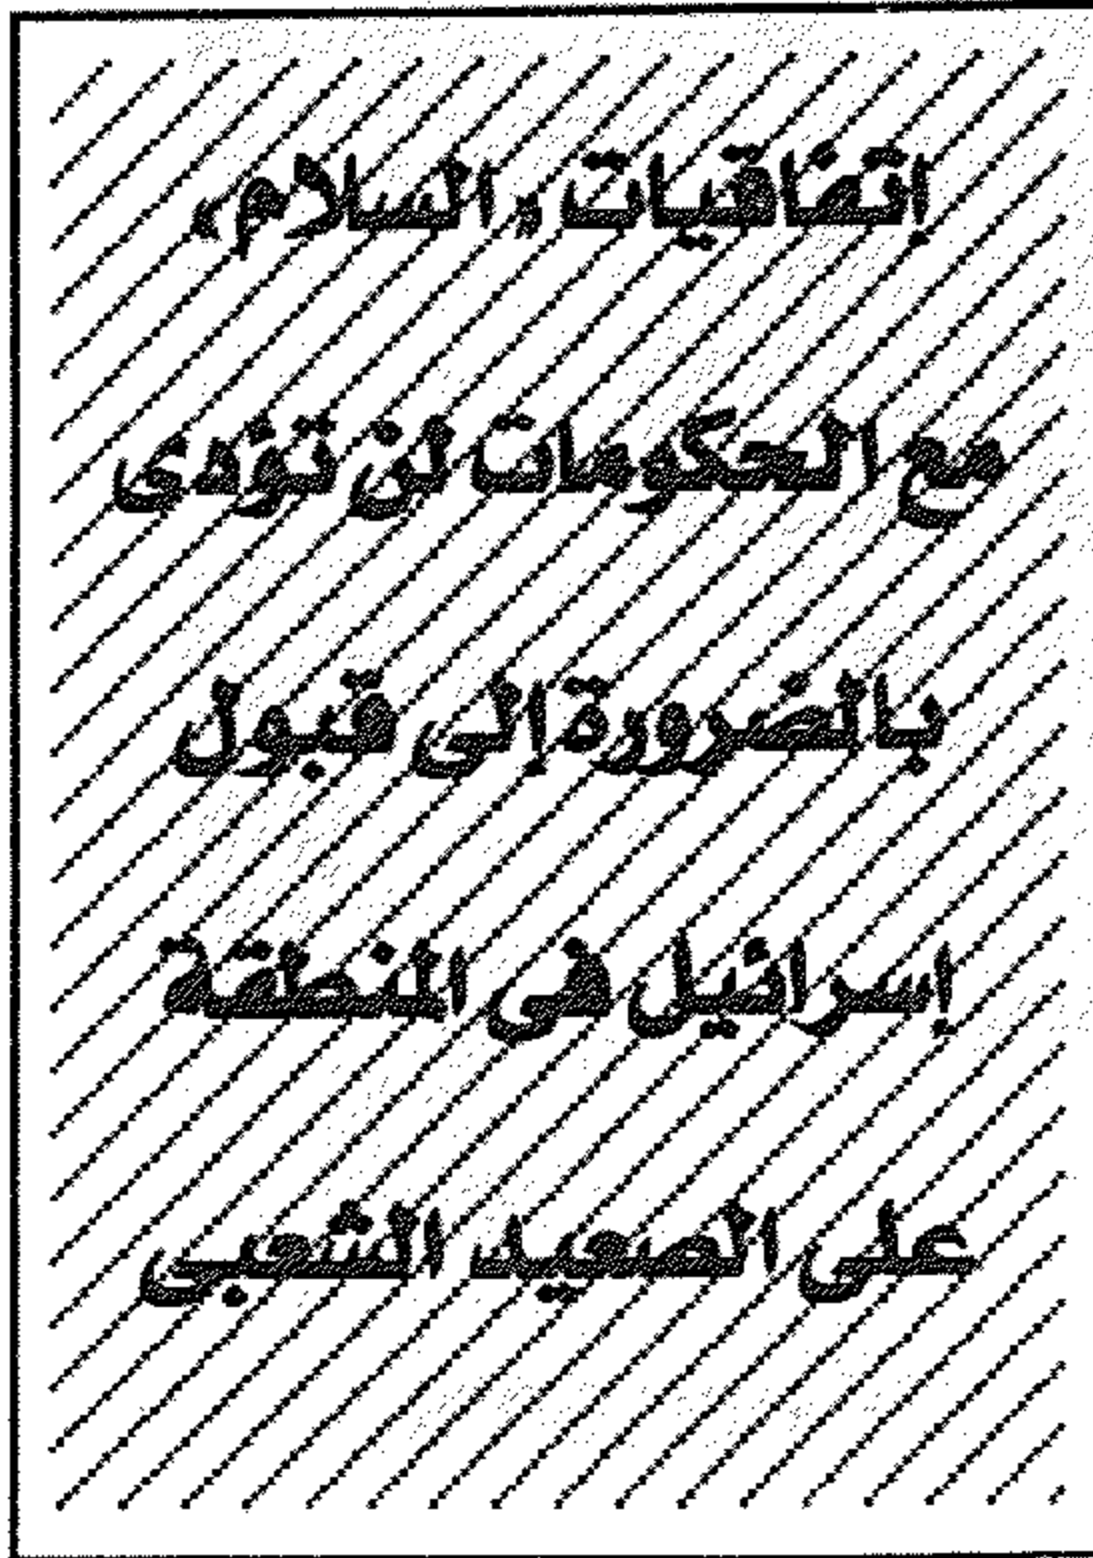 إتفاقيات «السلام»
مع الحكومات لن تؤدى
بالضرورة إلى قبول
إسرائيل فى المنطقة
على الصعيد الشعبى